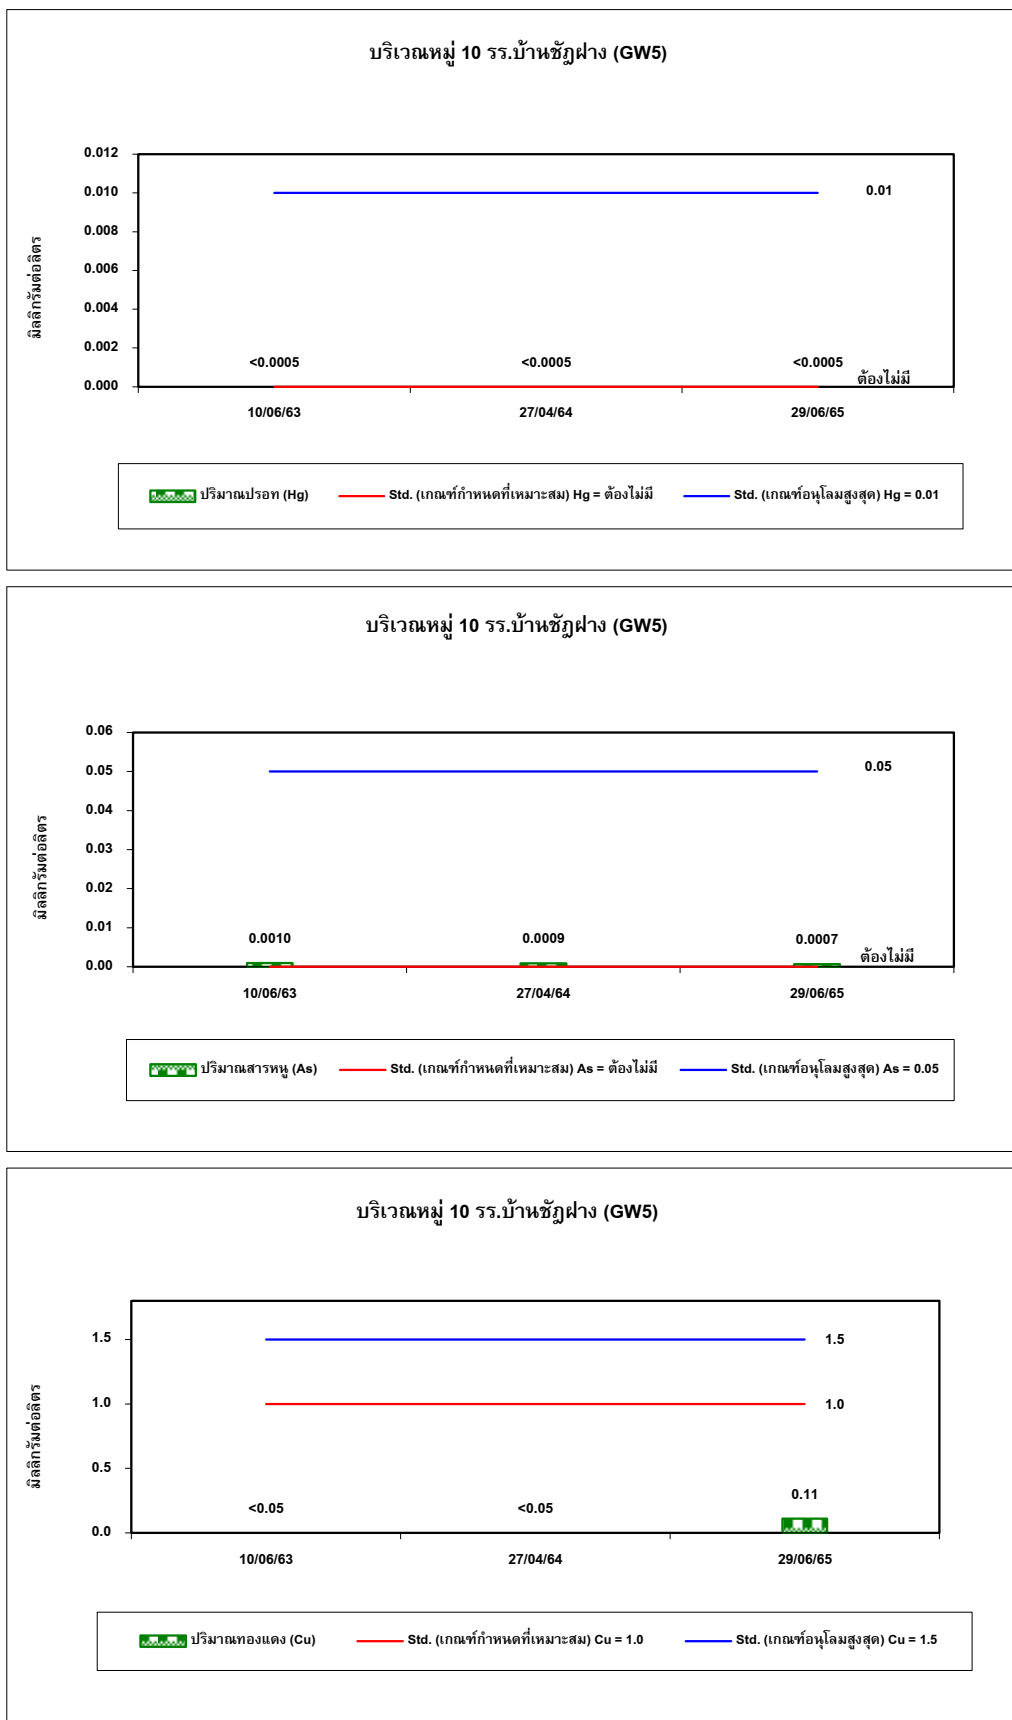 บริเวณหมู่ 10 รร.บ้านชัฎฝาง (GW5)
มิลลิกรัมต่อลิตร
0.012
0.010
0.01
0.008
0.006
0.004
0.002
<0.0005
<0.0005
<0.0005
0.000
ต้องไม่มี
10/06/63
27/04/64
29/06/65
ปริมาณปรอท (Hg)
Std. (เกณฑ์กำหนดที่เหมาะสม) Hg = ต้องไม่มี
Std. (เกณฑ์อนุโลมสูงสุด) Hg = 0.01
บริเวณหมู่ 10 รร.บ้านชัฎฝาง (GW5)
มิลลิกรัมต่อลิตร
0.06
0.05
0.05
0.04
0.03
0.02
0.01
0.0010
0.0009
0.0007
0.00
ต้องไม่มี
10/06/63
27/04/64
29/06/65
ปริมาณสารหนู (As)
Std. (เกณฑ์กำหนดที่เหมาะสม) As = ต้องไม่มี
Std. (เกณฑ์อนุโลมสูงสุด) As = 0.05
บริเวณหมู่ 10 รร.บ้านชัฎฝาง (GW5)
มิลลิกรัมต่อลิตร
1.5
1.5
1.0
1.0
0.5
<0.05
<0.05
0.11
0.0
10/06/63
27/04/64
29/06/65
ปริมาณทองแดง (Cu)
Std. (เกณฑ์กำหนดที่เหมาะสม) Cu = 1.0
Std. (เกณฑ์อนุโลมสูงสุด) Cu = 1.5